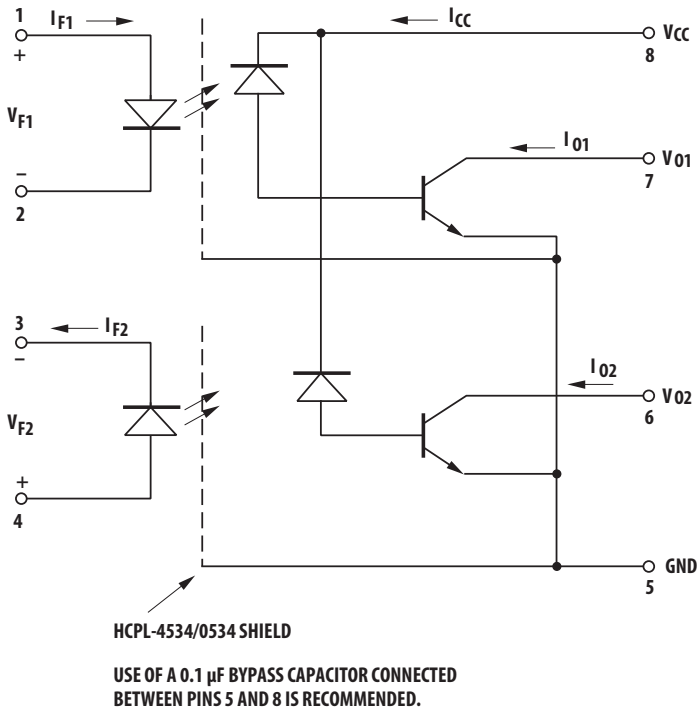 1
I F1
I CC
V CC
8
+
V F1
I 01
V 01
7
–
2
3
I F2
–
I 02
V 02
6
V F2
+
4
GND
5
HCPL-4534/0534 SHIELD
USE OF A 0.1 µF BYPASS CAPACITOR CONNECTED
BETWEEN PINS 5 AND 8 IS RECOMMENDED.